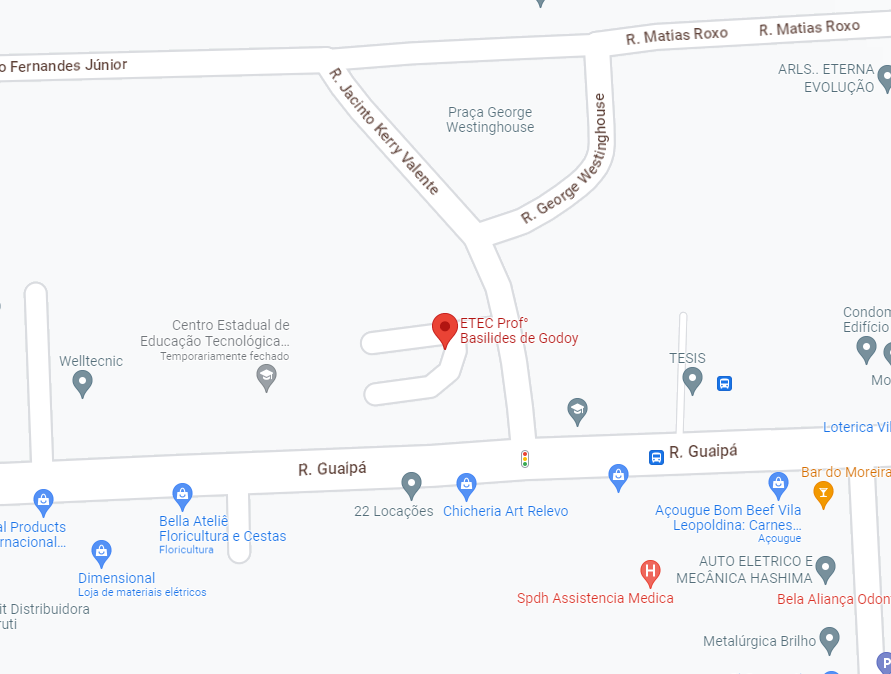 R. Matias Roxo
R. Matias Roxo
o Fernandes Júnior
ARLS.. ETERNA
EVOLUÇÃO
R. Jacinto Kerry Valente
Praça George
Westinghouse
R. George Westinghouse
Centro Estadual de
Educação Tecnológica...
Temporariamente fechado
ETEC Profº
Basilides de Godoy
Condom
Edifício
Welltecnic
TESIS
Mo
Loterica Vil
R. Guaipá
R. Guaipá
Bar do Moreira
22 Locações
Chicheria Art Relevo
Açougue Bom Beef Vila
Leopoldina: Carnes...
Açougue
al Products
rnacional...
Bella Ateliê
Floricultura e Cestas
Floricultura
AUTO ELETRICO E
MECÂNICA HASHIMA
Dimensional
Loja de materiais elétricos
H
Spdh Assistencia Medica
Bela Aliança Odon
it Distribuidora
ruti
Metalúrgica Brilho
P